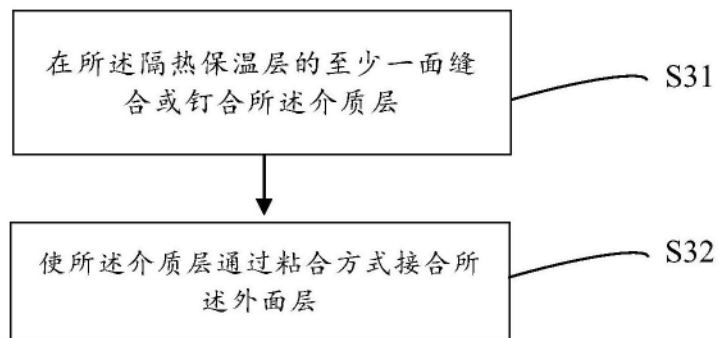 在所述隔热保温层的至少一面缝
合或钉合所述介质层
S31
使所述介质层通过粘合方式接合所
述外面层
S32